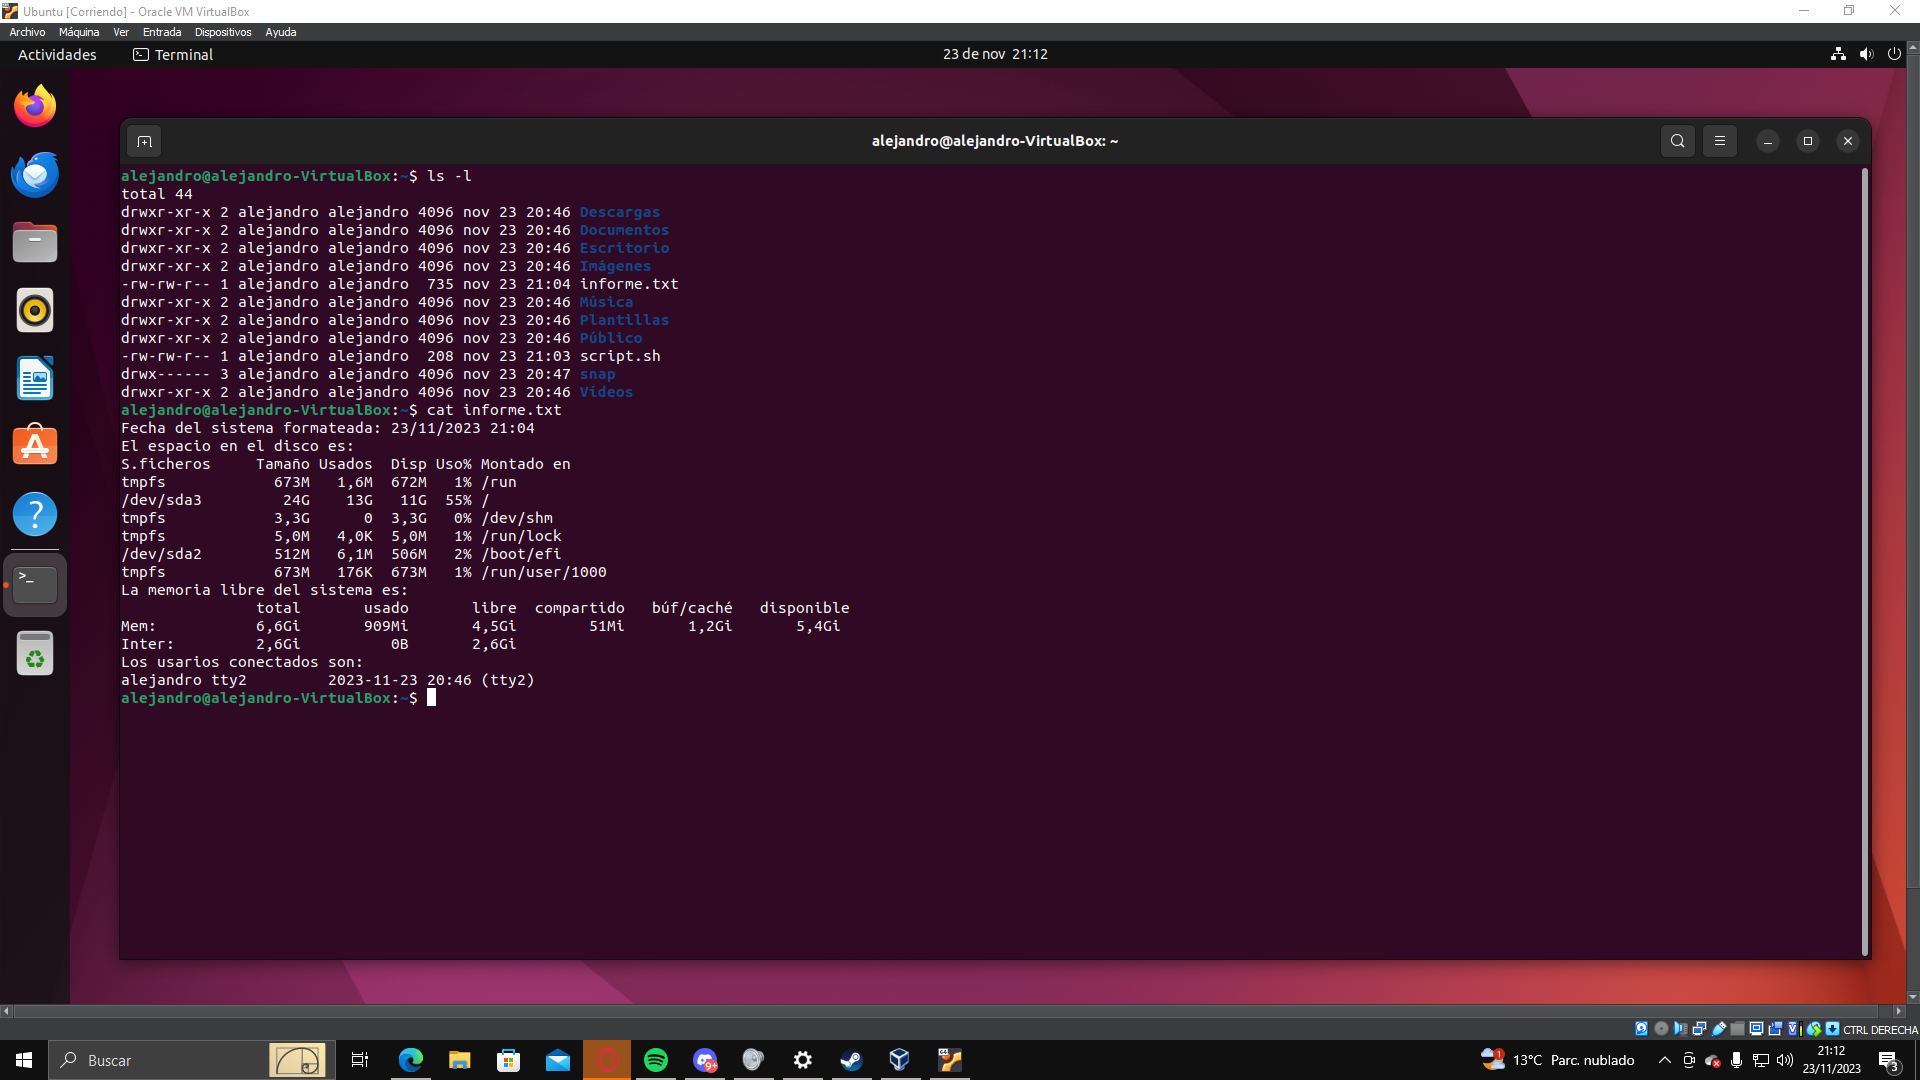 Ubuntu [Corriendo] - Oracle VM VirtualBox
Archivo Máquina Ver Entrada Dispositivos Ayuda
Actividades Terminal 23 de nov 21:12
alejandro@alejandro-VirtualBox: ~
alejandro@alejandro-VirtualBox:~$ ls -l
total 44
drwxr-xr-x 2 alejandro alejandro 4096 nov 23 20:46 Descargas
drwxr-xr-x 2 alejandro alejandro 4096 nov 23 20:46 Documentos
drwxr-xr-x 2 alejandro alejandro 4096 nov 23 20:46 Escritorio
drwxr-xr-x 2 alejandro alejandro 4096 nov 23 20:46 Imágenes
-rw-rw-r-- 1 alejandro alejandro  735 nov 23 21:04 informe.txt
drwxr-xr-x 2 alejandro alejandro 4096 nov 23 20:46 Música
drwxr-xr-x 2 alejandro alejandro 4096 nov 23 20:46 Plantillas
drwxr-xr-x 2 alejandro alejandro 4096 nov 23 20:46 Público
-rw-rw-r-- 1 alejandro alejandro  208 nov 23 21:03 script.sh
drwx------ 3 alejandro alejandro 4096 nov 23 20:47 snap
drwxr-xr-x 2 alejandro alejandro 4096 nov 23 20:46 Vídeos
alejandro@alejandro-VirtualBox:~$ cat informe.txt
Fecha del sistema formateada: 23/11/2023 21:04
El espacio en el disco es:
S.ficheros     Tamaño Usados  Disp Uso% Montado en
tmpfs            673M   1,6M  672M   1% /run
/dev/sda3         24G    13G   11G  55% /
tmpfs            3,3G      0  3,3G   0% /dev/shm
tmpfs            5,0M   4,0K  5,0M   1% /run/lock
/dev/sda2        512M   6,1M  506M   2% /boot/efi
tmpfs            673M   176K  673M   1% /run/user/1000
La memoria libre del sistema es:
               total       usado       libre  compartido   búf/caché   disponible
Mem:           6,6Gi       909Mi       4,5Gi        51Mi       1,2Gi       5,4Gi
Inter:         2,6Gi          0B       2,6Gi
Los usarios conectados son:
alejandro tty2         2023-11-23 20:46 (tty2)
alejandro@alejandro-VirtualBox:~$
CTRL DERECHA
Buscar 9+ 1 13°C Parc. nublado 21:12
23/11/2023 3